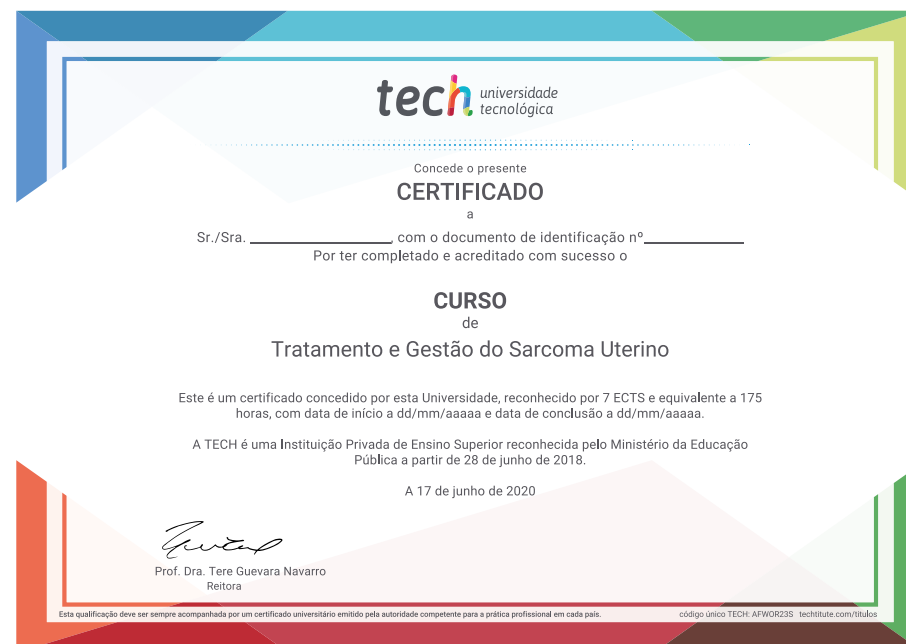 tech universidade
tecnológica
Concede o presente
CERTIFICADO
a
Sr./Sra. , com o documento de identificação nº
Por ter completado e acreditado com sucesso o
CURSO
de
Tratamento e Gestão do Sarcoma Uterino
Este é um certificado concedido por esta Universidade, reconhecido por 7 ECTS e equivalente a 175
horas, com data de início a dd/mm/aaaaa e data de conclusão a dd/mm/aaaaa.
A TECH é uma Instituição Privada de Ensino Superior reconhecida pelo Ministério da Educação
Pública a partir de 28 de junho de 2018.
A 17 de junho de 2020
Prof. Dra. Tere Guevara Navarro
Reitora
Esta qualificação deve ser sempre acompanhada por um certificado universitário emitido pela autoridade competente para a prática profissional em cada país. código único TECH: AFWOR23S techtitute.com/titulos